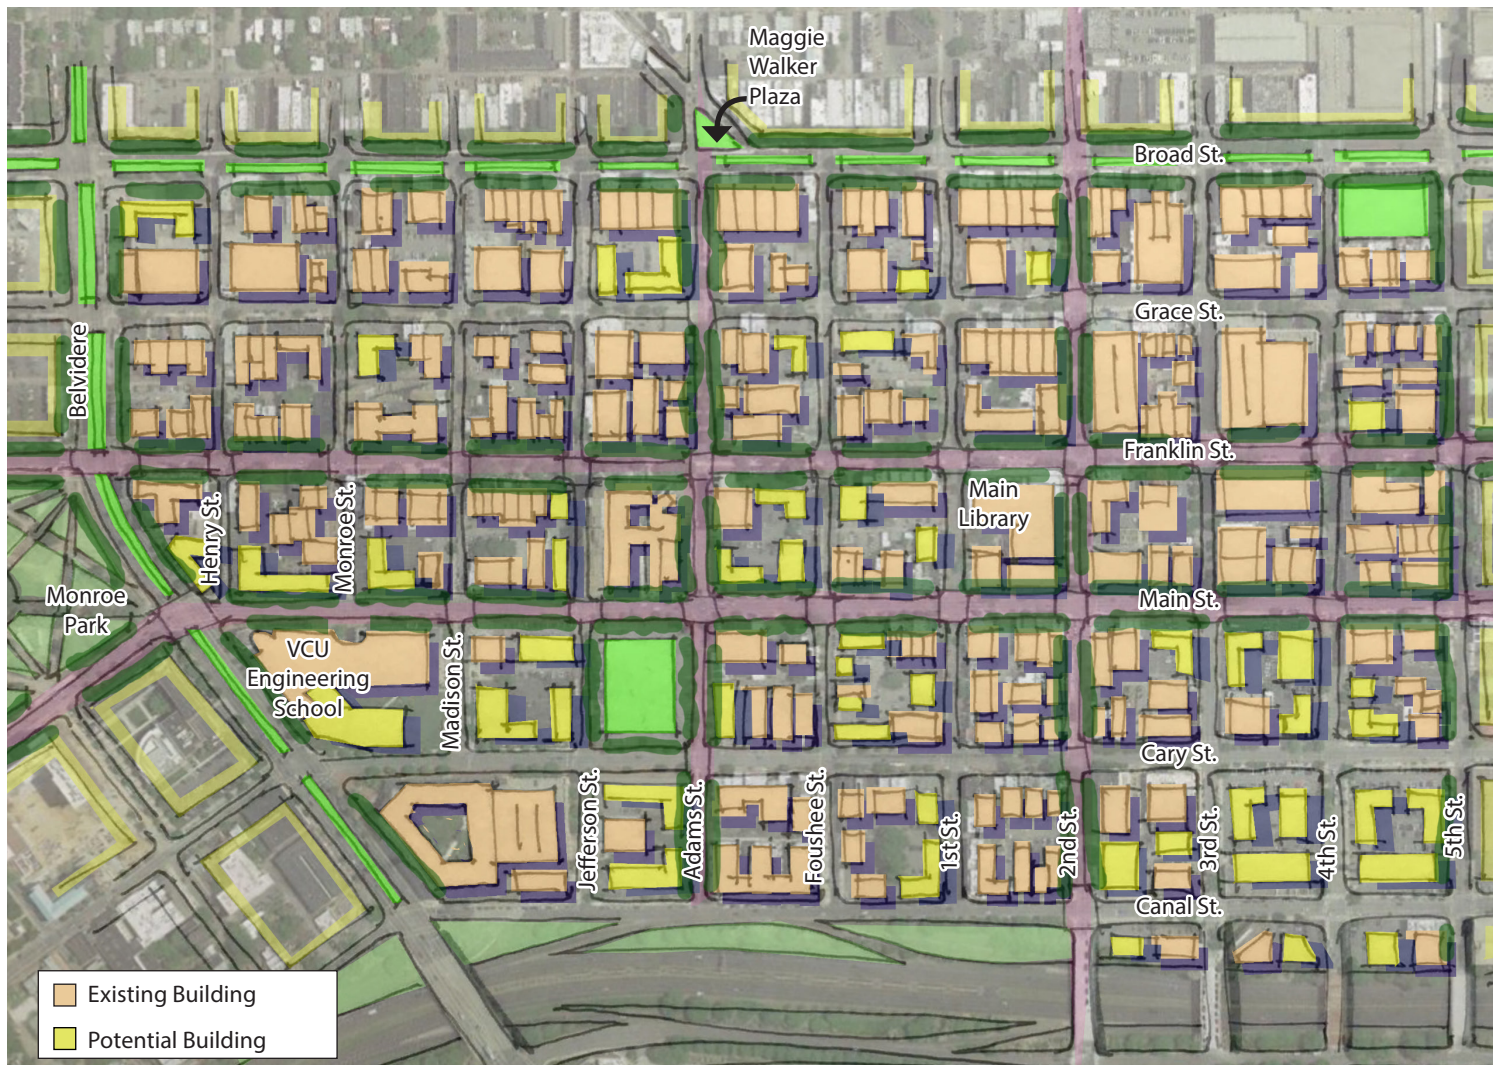 Maggie
Walker
Plaza
Broad St.
Grace St.
Belvidere
Franklin St.
Main
Library
Henry St.
Monroe St.
Monroe
Park
Main St.
VCU
Engineering
School
Madison St.
Cary St.
Jefferson St.
Adams St.
Foushee St.
1st St.
2nd St.
3rd St.
4th St.
5th St.
Canal St.
Existing Building
Potential Building